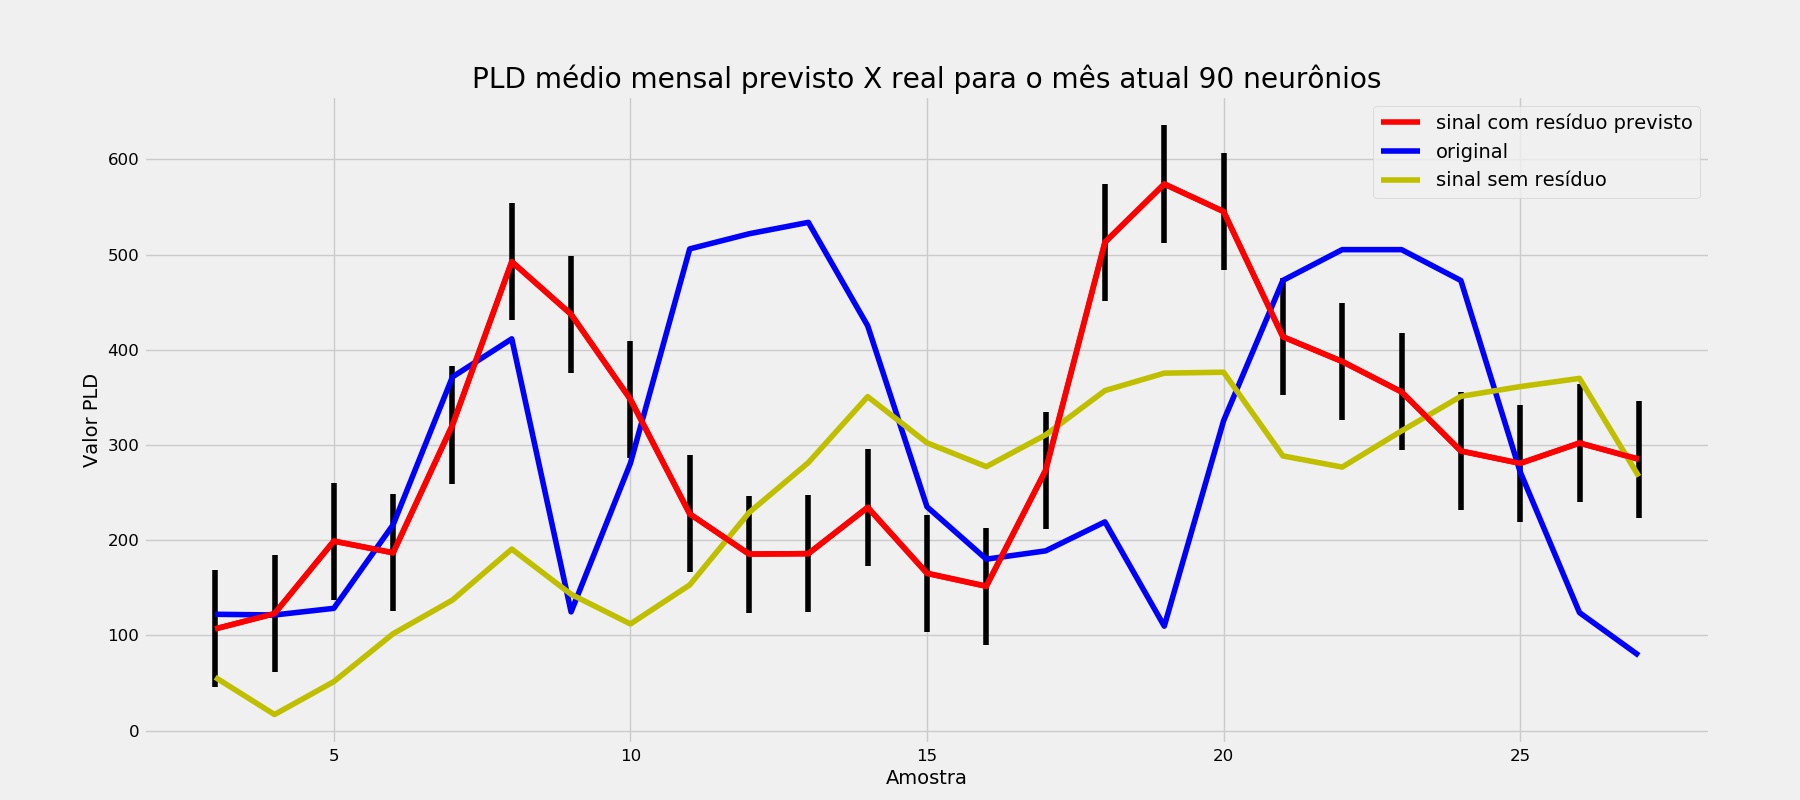 PLD médio mensal previsto X real para o mês atual 90 neurônios
sinal com resíduo previsto
original
sinal sem resíduo
Valor PLD
600
500
400
300
200
100
0
5 10 15 20 25
Amostra